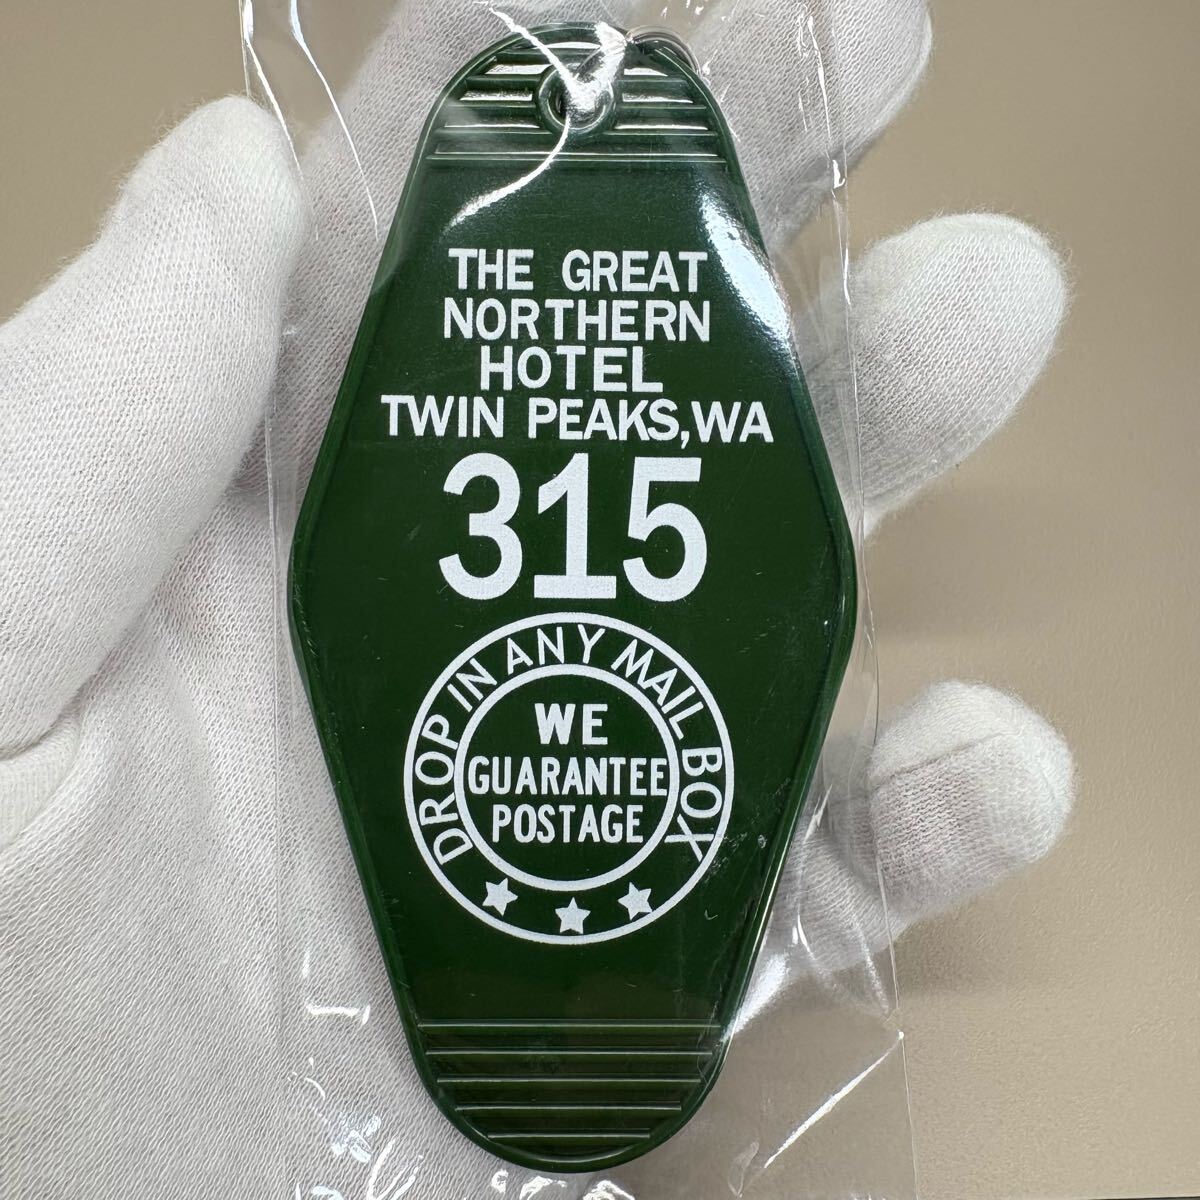 THE GREAT
NORTHERN
HOTEL
TWIN PEAKS,WA
315
DROP IN ANY MAIL BOX
WE
GUARANTEE
POSTAGE